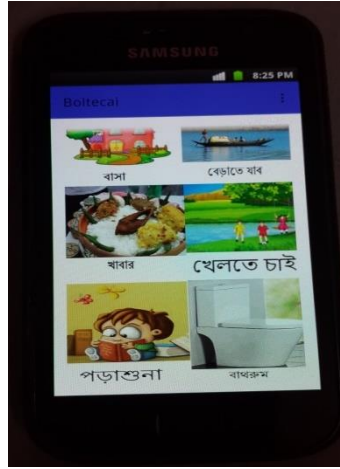 SAMSUNG
8:25 PM
Boltecai
বাসা
বেড়াতে যাব
খাবার
খেলতে চাই
পড়াশুনা
বাথরুম